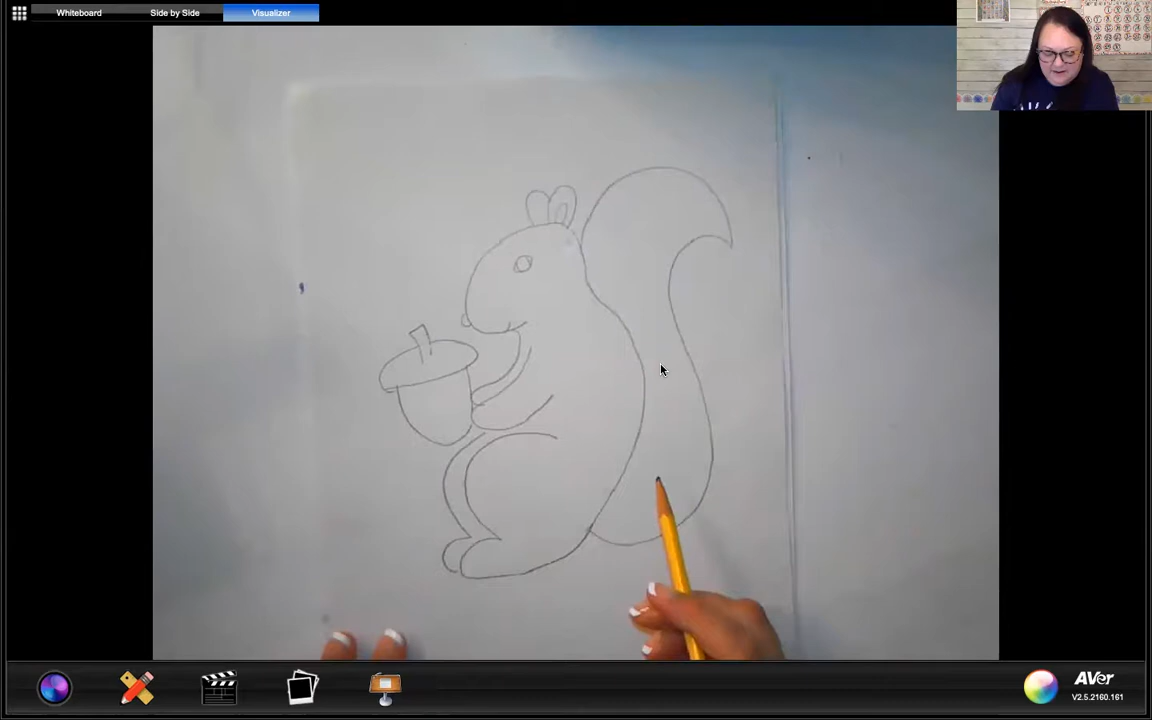 Whiteboard
Side by Side
Visualizer
AVer
V2.5.2160.161